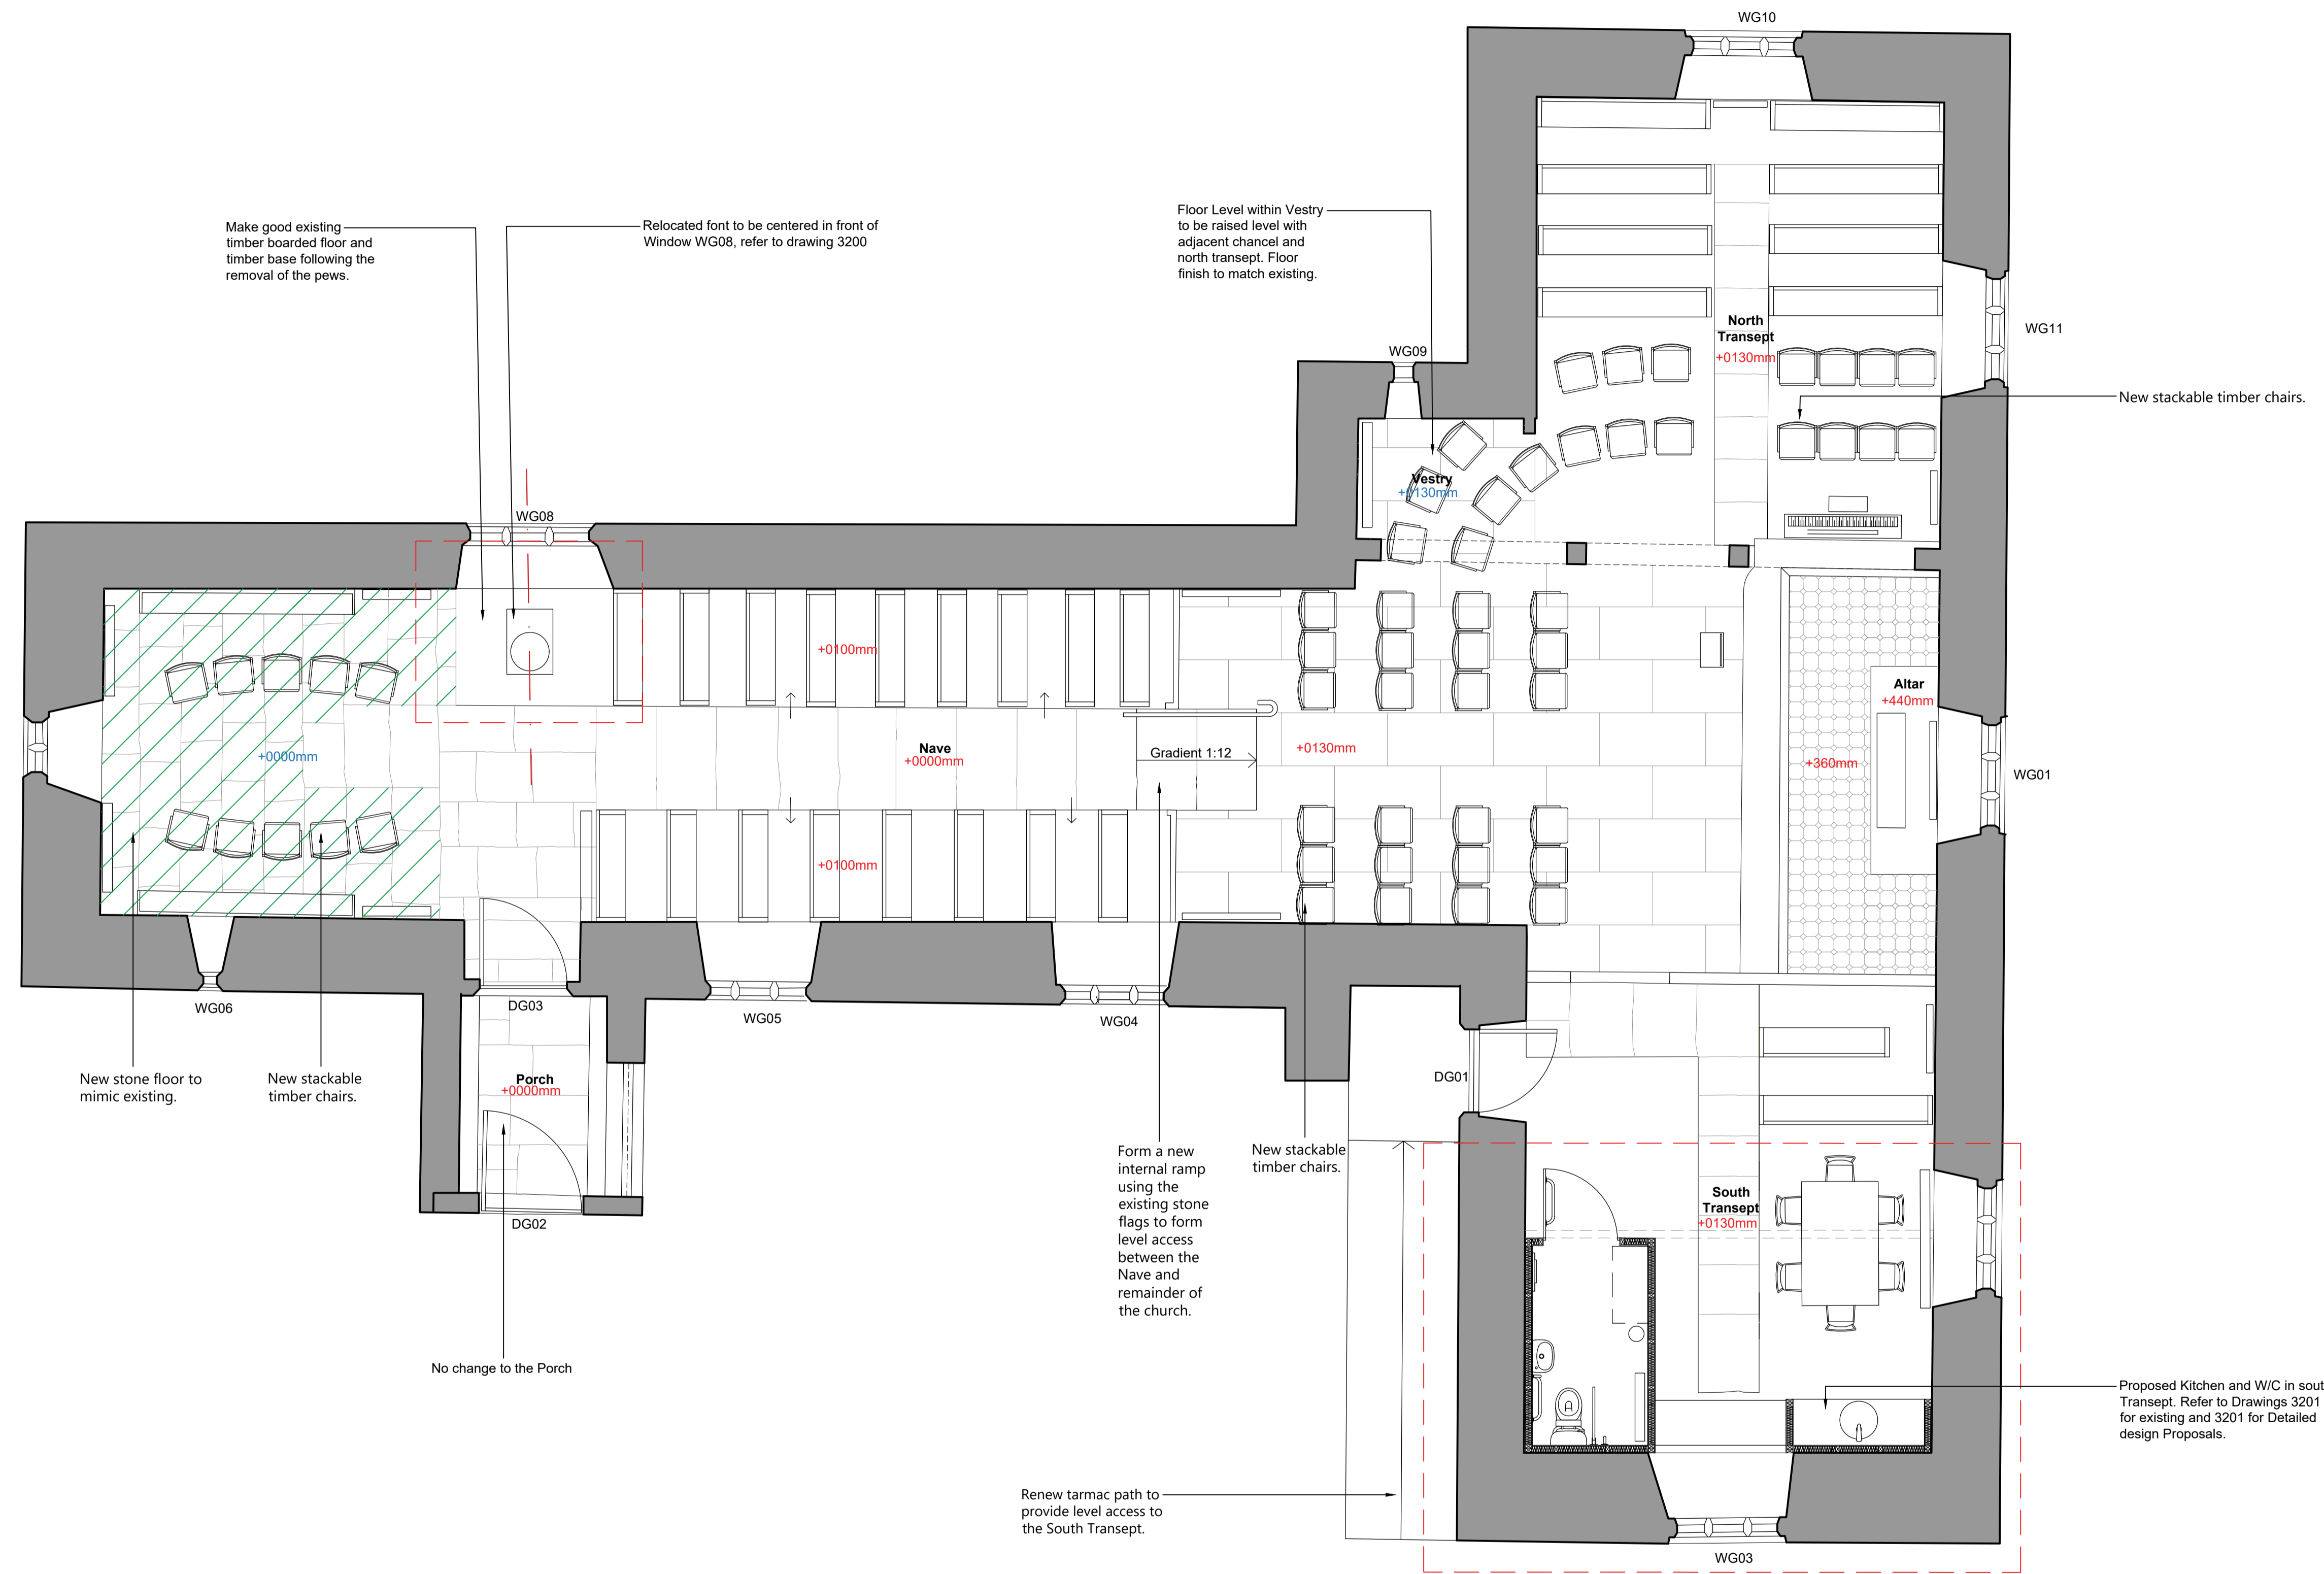 WG10
Make good existing
timber boarded floor and
timber base following the
removal of the pews.
Relocated font to be centered in front of
Window WG08, refer to drawing 3200
Floor Level within Vestry
to be raised level with
adjacent chancel and
north transept. Floor
finish to match existing.
North
Transept
+0130mm
WG11
WG09
New stackable timber chairs.
Vestry
+0130mm
WG08
+0100mm
Altar
+440mm
+0000mm
Nave
+0000mm
Gradient 1:12
+0130mm
+360mm
WG01
+0100mm
WG06
DG03
WG05
WG04
New stone floor to
mimic existing.
New stackable
timber chairs.
Porch
+0000mm
DG01
DG02
Form a new
internal ramp
using the
existing stone
flags to form
level access
between the
Nave and
remainder of
the church.
New stackable
timber chairs.
South
Transept
+0130mm
No change to the Porch
Proposed Kitchen and W/C in sout
Transept. Refer to Drawings 3201
for existing and 3201 for Detailed
design Proposals.
Renew tarmac path to
provide level access to
the South Transept.
WG03